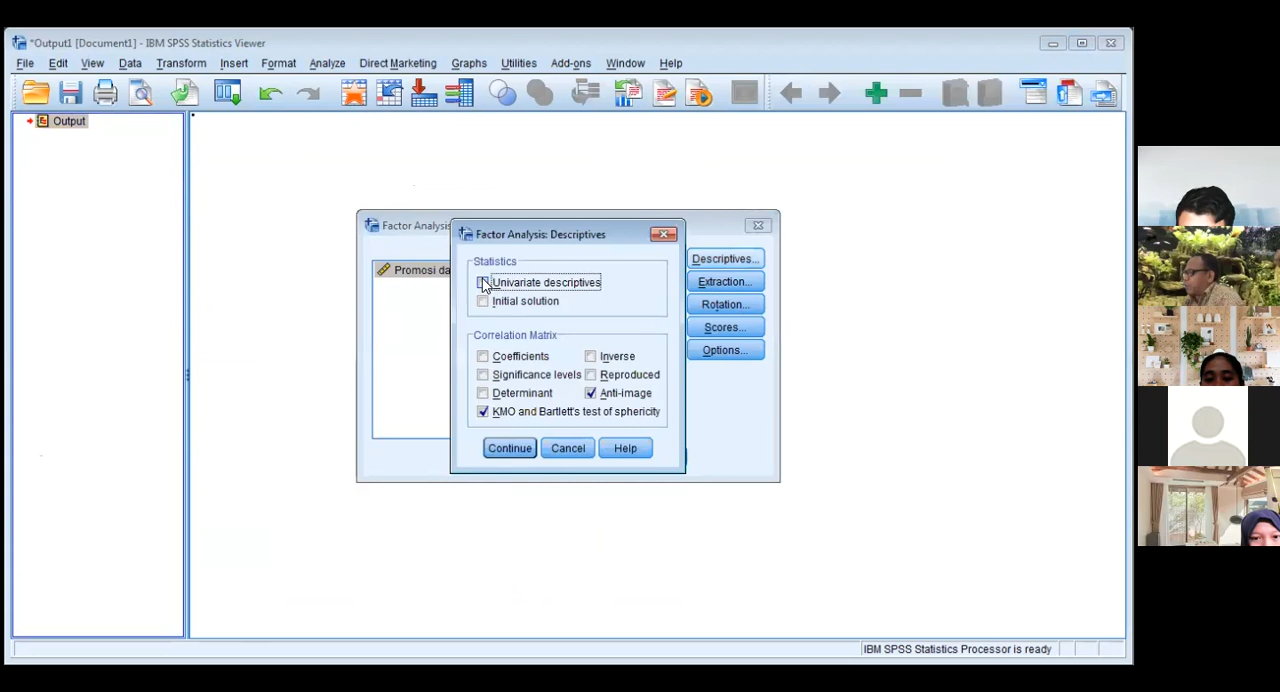 *Output1 [Document1] - IBM SPSS Statistics Viewer
File Edit View Data Transform Insert Format Analyze Direct Marketing Graphs Utilities Add-ons Window Help
Output
Factor Analysis
Factor Analysis: Descriptives
Promosi da
Statistics
Univariate descriptives
Initial solution
Correlation Matrix
Coefficients Inverse
Significance levels Reproduced
Determinant Anti-image
KMO and Bartlett's test of sphericity
Continue Cancel Help
Descriptives...
Extraction...
Rotation...
Scores...
Options...
IBM SPSS Statistics Processor is ready